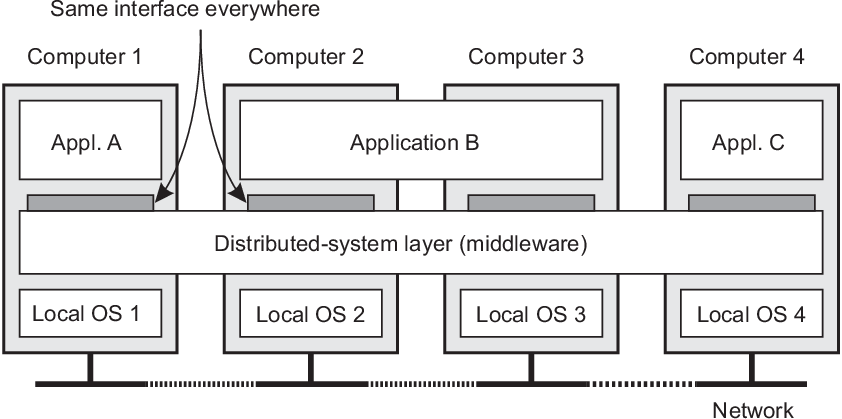 Same interface everywhere
Computer 1
Computer 2
Computer 3
Computer 4
Appl. A
Application B
Appl. C
Distributed-system layer (middleware)
Local OS 1
Local OS 2
Local OS 3
Local OS 4
Network